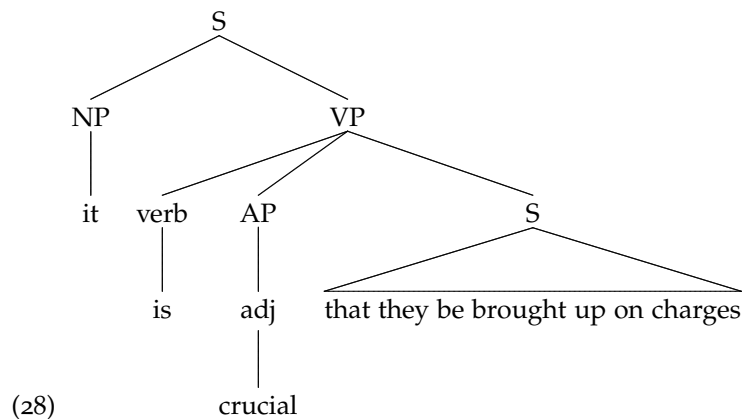 S
NP VP
it verb AP S
is adj that they be brought up on charges
(28) crucial